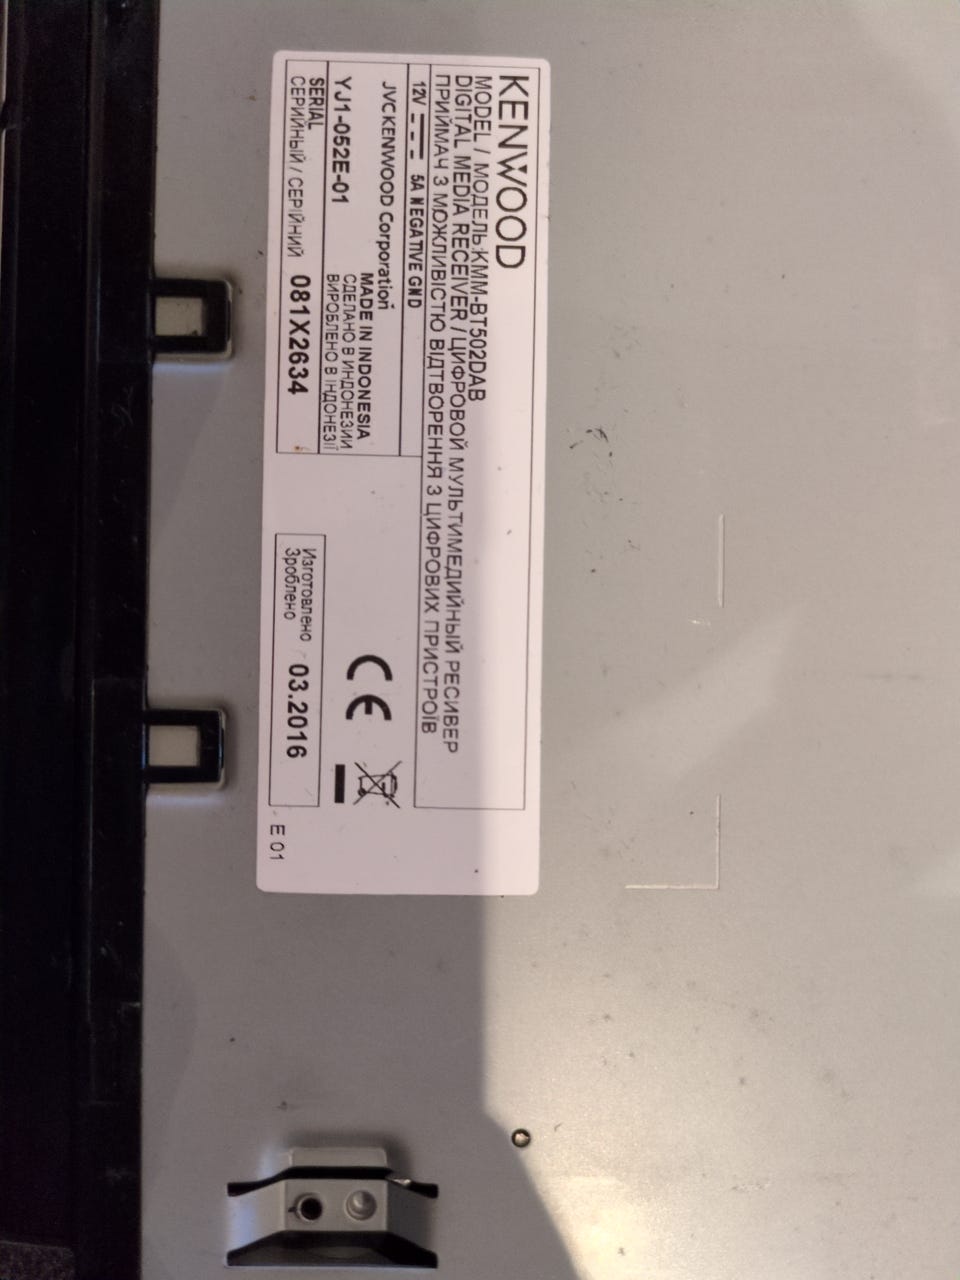 KENWOOD
MODEL / МОДЕЛЬ:KMM-BT502DAB
DIGITAL MEDIA RECEIVER / ЦИФРОВОЙ МУЛЬТИМЕДИЙНЫЙ РЕСИВЕР
ПРИЙМАЧ З МОЖЛИВІСТЮ ВІДТВОРЕННЯ З ЦИФРОВИХ ПРИСТРОЇВ
12V 5A NEGATIVE GND
JVCKENWOOD Corporation
MADE IN INDONESIA
СДЕЛАНО В ИНДОНЕЗИИ
YJ1-052E-01 ВИРОБЛЕНО В ІНДОНЕЗІЇ
SERIAL
СЕРИЙНЫЙ / СЕРІЙНИЙ 081X2634
CE
Изготовлено
Зроблено 03.2016
E 01